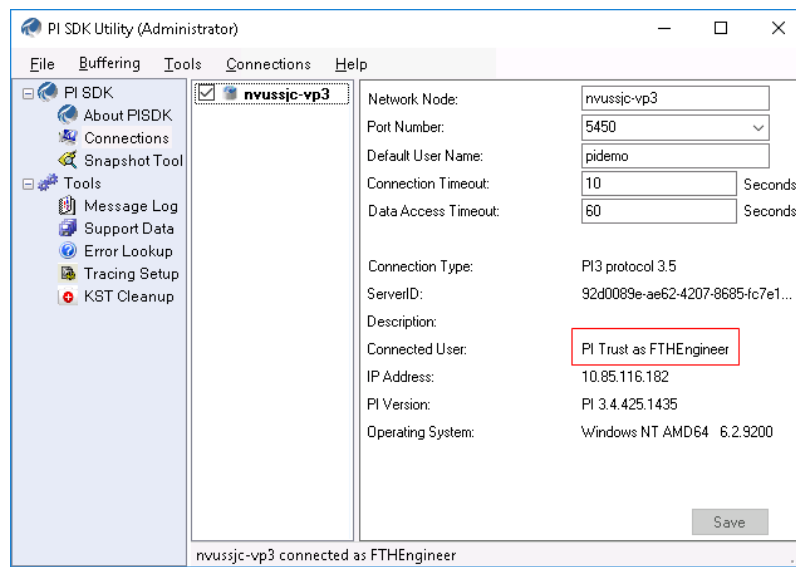 PI SDK Utility (Administrator)
File Buffering Tools Connections Help
PI SDK
About PISDK
Connections
Snapshot Tool
Tools
Message Log
Support Data
Error Lookup
Tracing Setup
KST Cleanup
nvussjc-vp3
Network Node: nvussjc-vp3
Port Number: 5450
Default User Name: pidemo
Connection Timeout: 10 Seconds
Data Access Timeout: 60 Seconds
Connection Type: PI3 protocol 3.5
ServerID: 92d0089e-ae62-4207-8685-fc7e1...
Description:
Connected User: PI Trust as FTHEngineer
IP Address: 10.85.116.182
PI Version: PI 3.4.425.1435
Operating System: Windows NT AMD64 6.2.9200
Save
nvussjc-vp3 connected as FTHEngineer